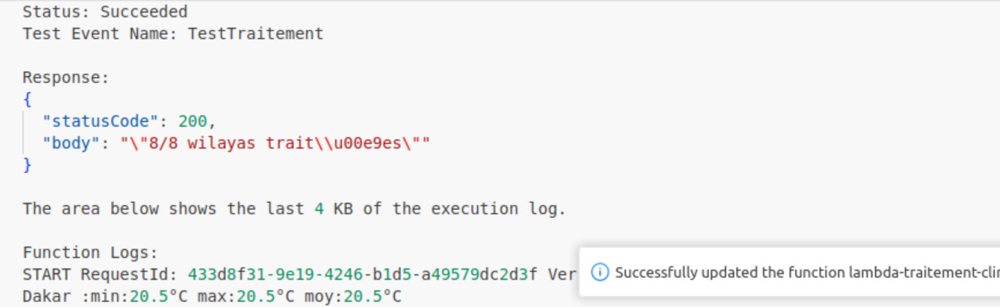 Status: Succeeded
Test Event Name: TestTraitement
Response:
{
"statusCode": 200,
"body": "\"8/8 wilayas trait\\u00e9es\""
}
The area below shows the last 4 KB of the execution log.
Function Logs:
START RequestId: 433d8f31-9e19-4246-b1d5-a49579dc2d3f Ver
Successfully updated the function lambda-traitement-clim
Dakar :min:20.5°C max:20.5°C moy:20.5°C